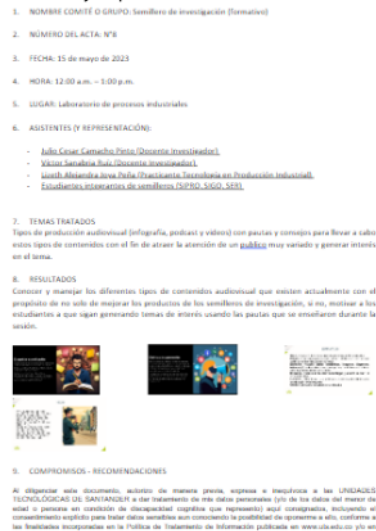 1. NOMBRE COMITÉ O GRUPO: Semillero de investigación (formativo)
2. NÚMERO DEL ACTA: N°8
3. FECHA: 15 de mayo de 2023
4. HORA: 12:00 a.m. – 1:00 p.m.
5. LUGAR: Laboratorio de procesos industriales
6. ASISTENTES (Y REPRESENTACIÓN):
- Julio Cesar Camacho Pinto (Docente Investigador)
- Víctor Sanabria Ruiz (Docente investigador)
- Lizeth Alejandra Joya Peña (Practicante Tecnología en Producción Industrial)
- Estudiantes integrantes de semilleros (SIPRO, SIGO, SER)
7. TEMAS TRATADOS
Tipos de producción audiovisual (infografía, podcast y videos) con pautas y consejos para llevar a cabo
estos tipos de contenidos con el fin de atraer la atención de un publico muy variado y generar interés
en el tema.
8. RESULTADOS
Conocer y manejar los diferentes tipos de contenidos audiovisual que existen actualmente con el
propósito de no solo de mejorar los productos de los semilleros de investigación, si no, motivar a los
estudiantes a que sigan generando temas de interés usando las pautas que se enseñaron durante la
sesión.
9. COMPROMISOS - RECOMENDACIONES
Al diligenciar este documento, autorizo de manera previa, expresa e inequívoca a las UNIDADES
TECNOLÓGICAS DE SANTANDER a dar tratamiento de mis datos personales (y/o de los datos del menor de
edad o persona en condición de discapacidad cognitiva que represento) aquí consignados, incluyendo el
consentimiento explícito para tratar datos sensibles aun conociendo la posibilidad de oponerme a ello, conforme a
las finalidades incorporadas en la Política de Tratamiento de Información publicada en www.uts.edu.co y/o en